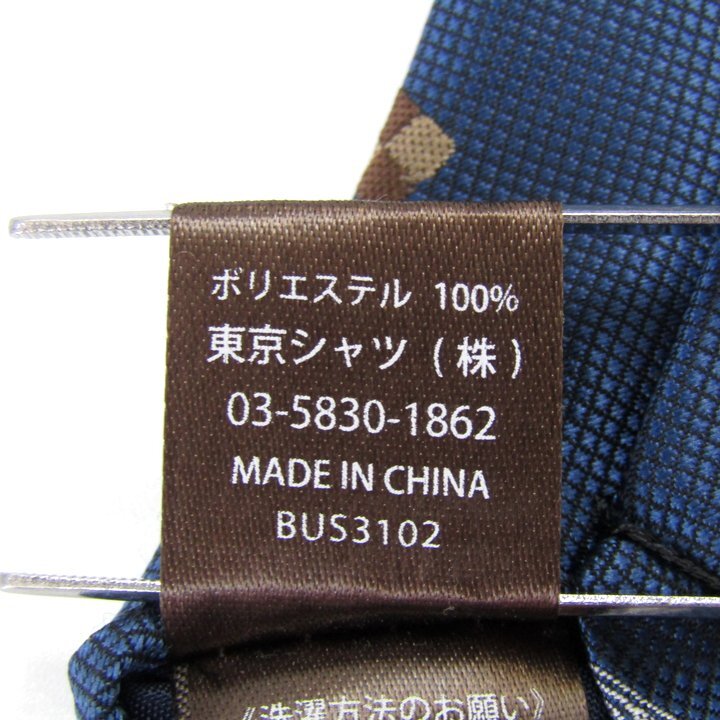 ポリエステル 100%
東京シャツ (株)
03-5830-1862
MADE IN CHINA
BUS3102
《洗濯方法のお願い》